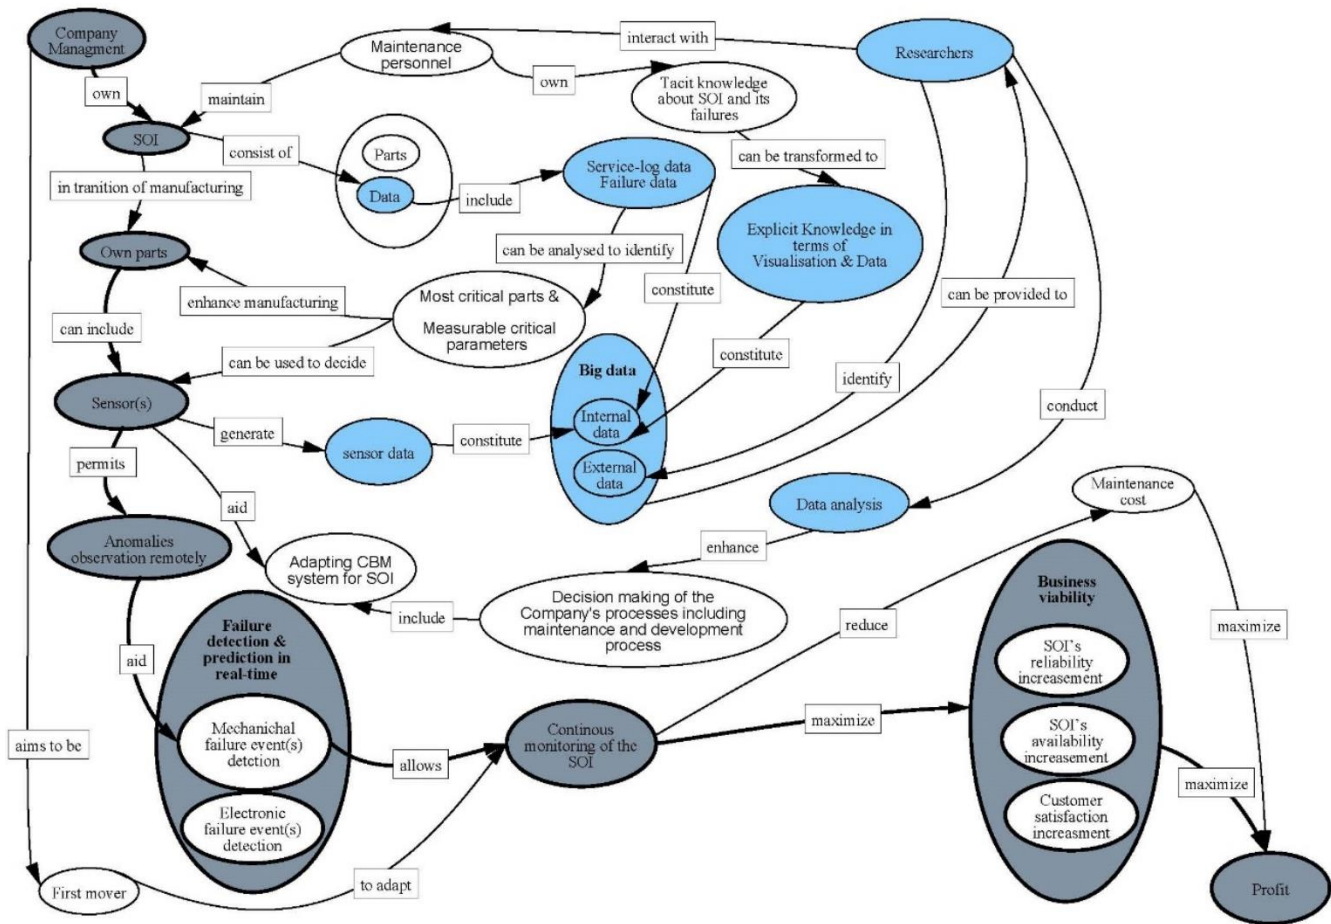 Company
Managment
interact with
Maintenance
personnel
Researchers
own
maintain
own
Tacit knowledge
about SOI and its
failures
SOI
consist of
Parts
Data
include
Service-log data
Failure data
can be transformed to
in tranition of manufacturing
Own parts
can be analysed to identify
Explicit Knowledge in
terms of
Visualisation & Data
enhance manufacturing
Most critical parts &
Measurable critical
parameters
constitute
can be provided to
can include
can be used to decide
constitute
Big data
identify
Sensor(s)
generate
sensor data
constitute
Internal
data
External
data
conduct
permits
aid
Data analysis
Maintenance
cost
Anomalies
observation remotely
Adapting CBM
system for SOI
enhance
include
Decision making of the
Company's processes including
maintenance and development
process
reduce
Business
viability
maximize
Failure
detection &
prediction in
real-time
aid
SOI's
reliability
increasement
aims to be
Mechanichal
failure event(s)
detction
allows
Continous
monitoring of the
SOI
maximize
SOI's
availability
increasement
maximize
Electronic
failure event(s)
detection
Customer
satisfaction
increasment
First mover
to adapt
Profit